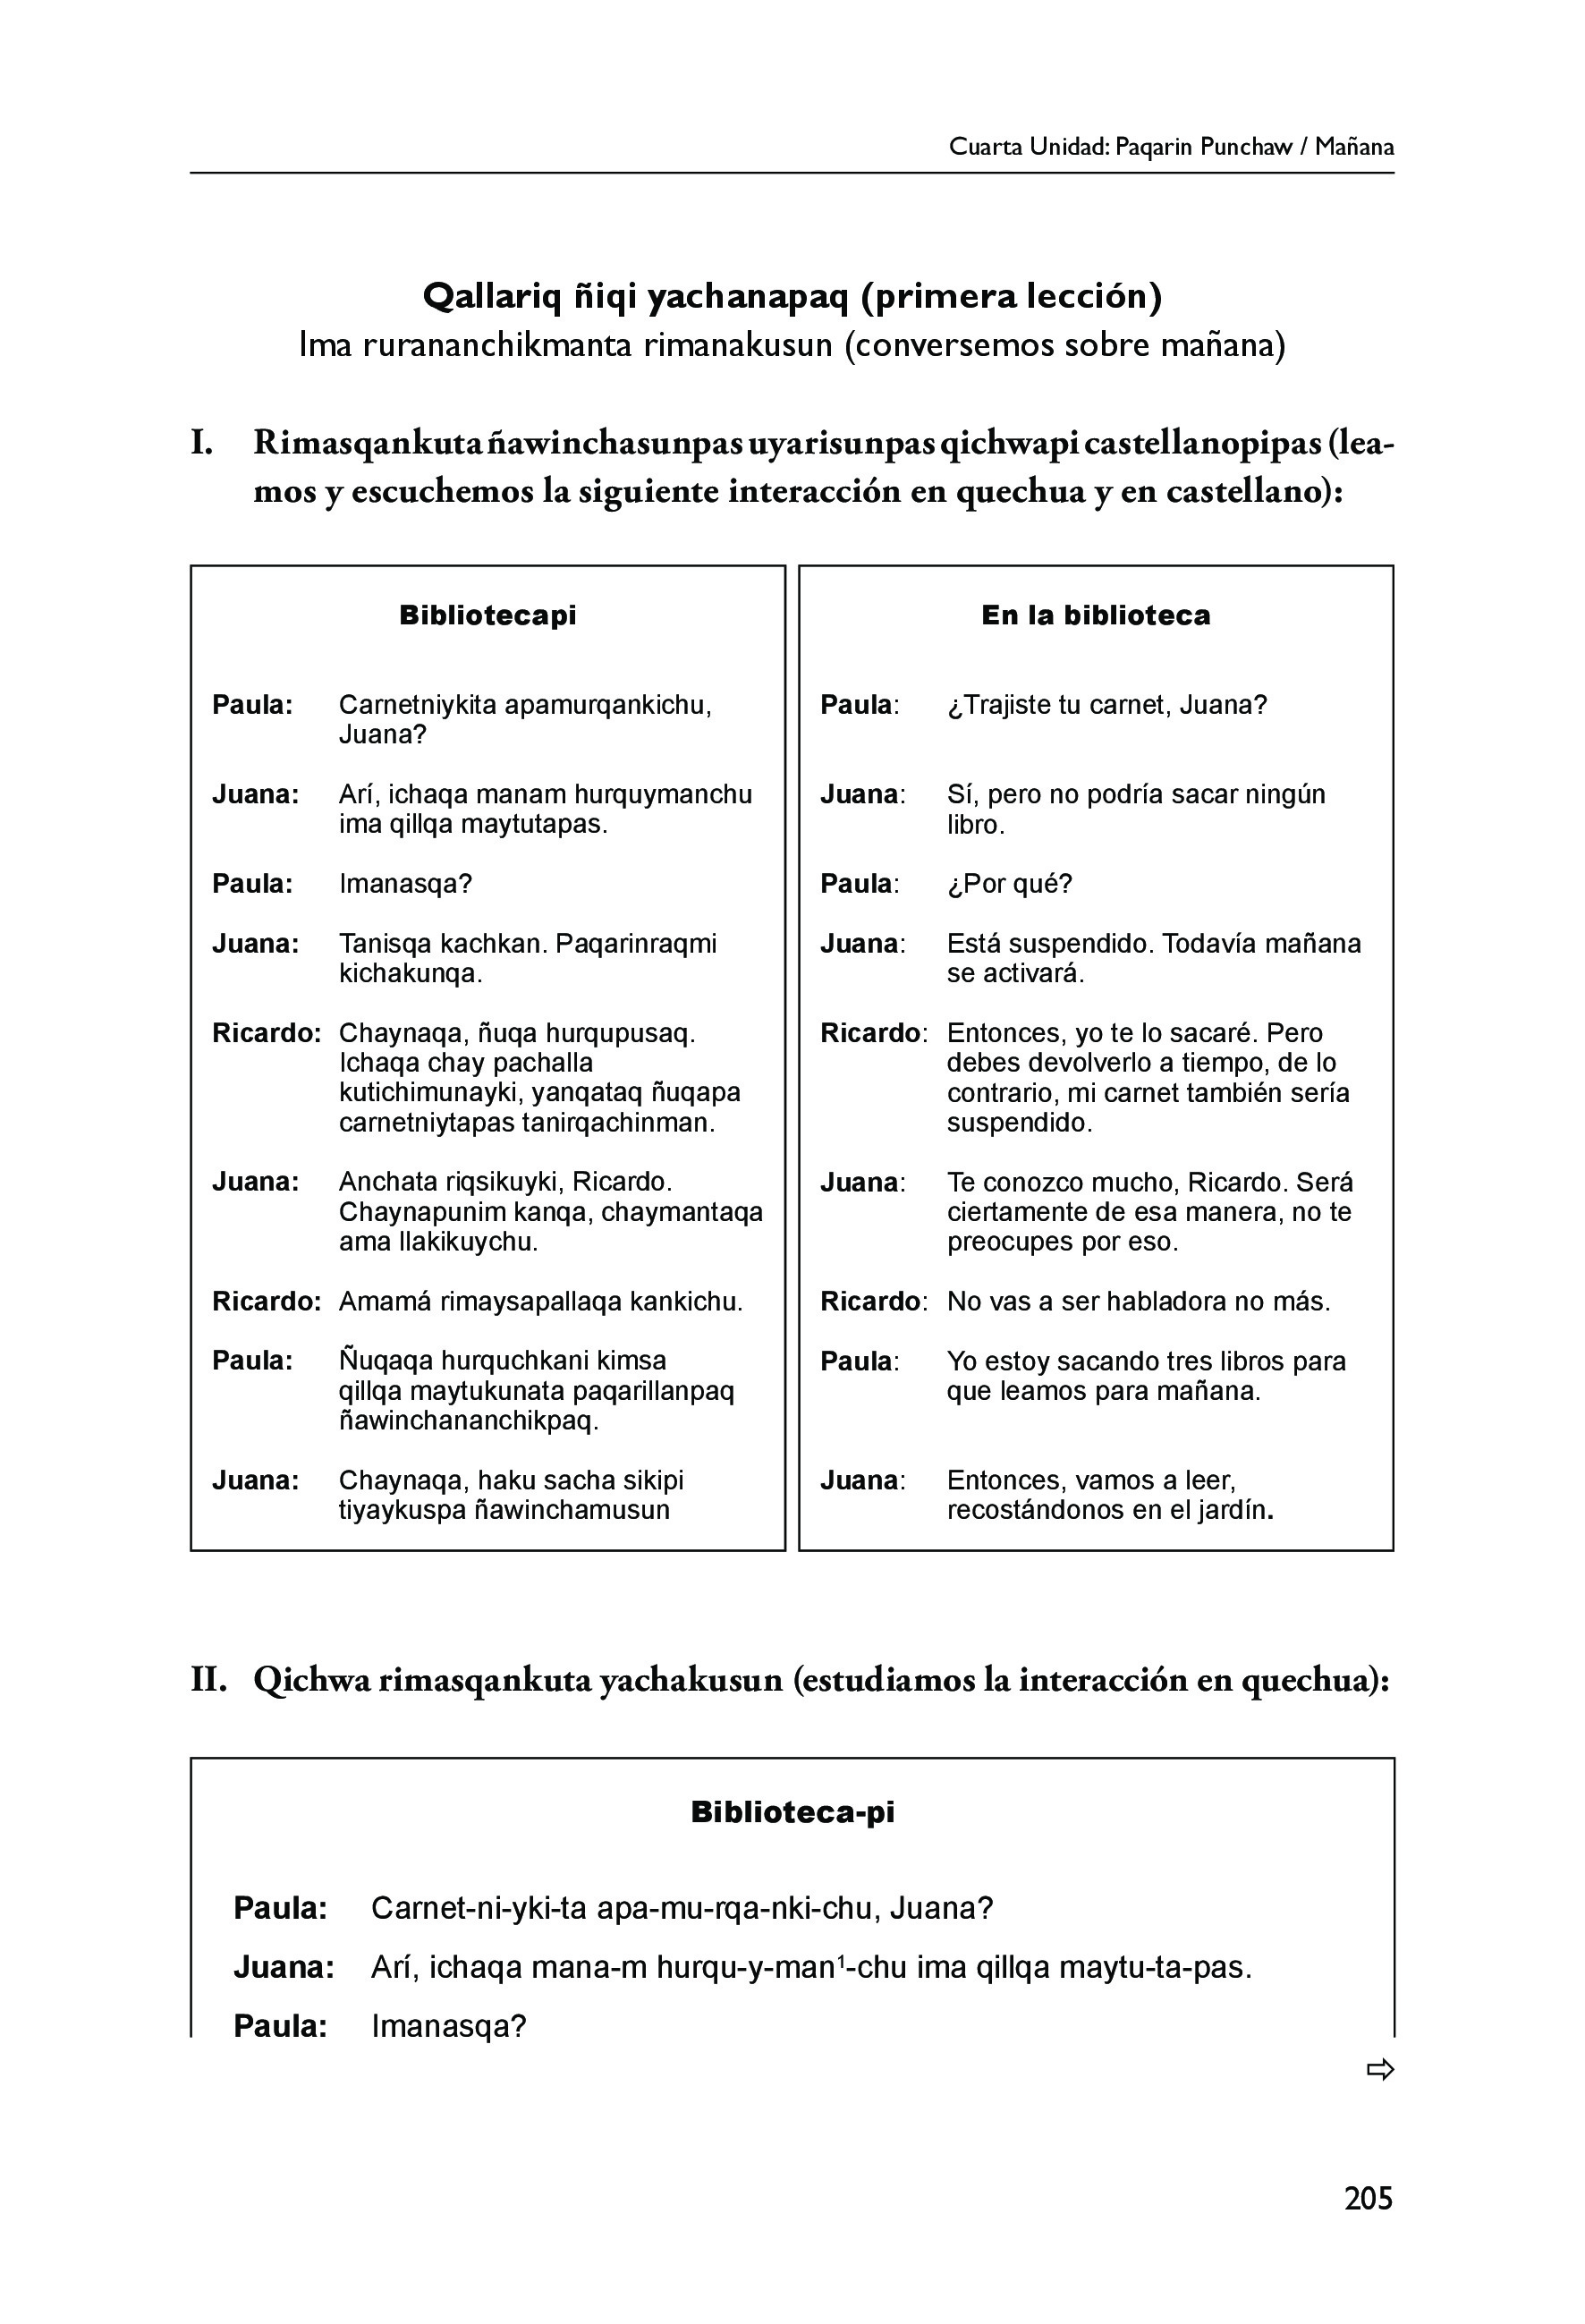 Cuarta Unidad: Paqarin Punchaw / Mañana
Qallariq ñiqi yachanapaq (primera lección)
Ima rurananchikmanta rimanakusun (conversemos sobre mañana)
I. Rimasqankuta ñawinchasunpas uyarisunpas qichwapi castellanopipas (lea-
mos y escuchemos la siguiente interacción en quechua y en castellano):
Bibliotecapi
Paula: Carnetniykita apamurqankichu,
Juana?
Juana: Arí, ichaqa manam hurquymanchu
ima qillqa maytutapas.
Paula: Imanasqa?
Juana: Tanisqa kachkan. Paqarinraqmi
kichakunqa.
Ricardo: Chaynaqa, ñuqa hurqupusaq.
Ichaqa chay pachalla
kutichimunayki, yanqataq ñuqapa
carnetniytapas tanirqachinman.
Juana: Anchata riqsikuyki, Ricardo.
Chaynapunim kanqa, chaymantaqa
ama llakikuychu.
Ricardo: Amamá rimaysapallaqa kankichu.
Paula: Ñuqaqa hurquchkani kimsa
qillqa maytukunata paqarillanpaq
ñawinchananchikpaq.
Juana: Chaynaqa, haku sacha sikipi
tiyaykuspa ñawinchamusun
En la biblioteca
Paula: ¿Trajiste tu carnet, Juana?
Juana: Sí, pero no podría sacar ningún
libro.
Paula: ¿Por qué?
Juana: Está suspendido. Todavía mañana
se activará.
Ricardo: Entonces, yo te lo sacaré. Pero
debes devolverlo a tiempo, de lo
contrario, mi carnet también sería
suspendido.
Juana: Te conozco mucho, Ricardo. Será
ciertamente de esa manera, no te
preocupes por eso.
Ricardo: No vas a ser habladora no más.
Paula: Yo estoy sacando tres libros para
que leamos para mañana.
Juana: Entonces, vamos a leer,
recostándonos en el jardín.
II. Qichwa rimasqankuta yachakusun (estudiamos la interacción en quechua):
Biblioteca-pi
Paula: Carnet-ni-yki-ta apa-mu-rqa-nki-chu, Juana?
Juana: Arí, ichaqa mana-m hurqu-y-man¹-chu ima qillqa maytu-ta-pas.
Paula: Imanasqa?
⇨
205